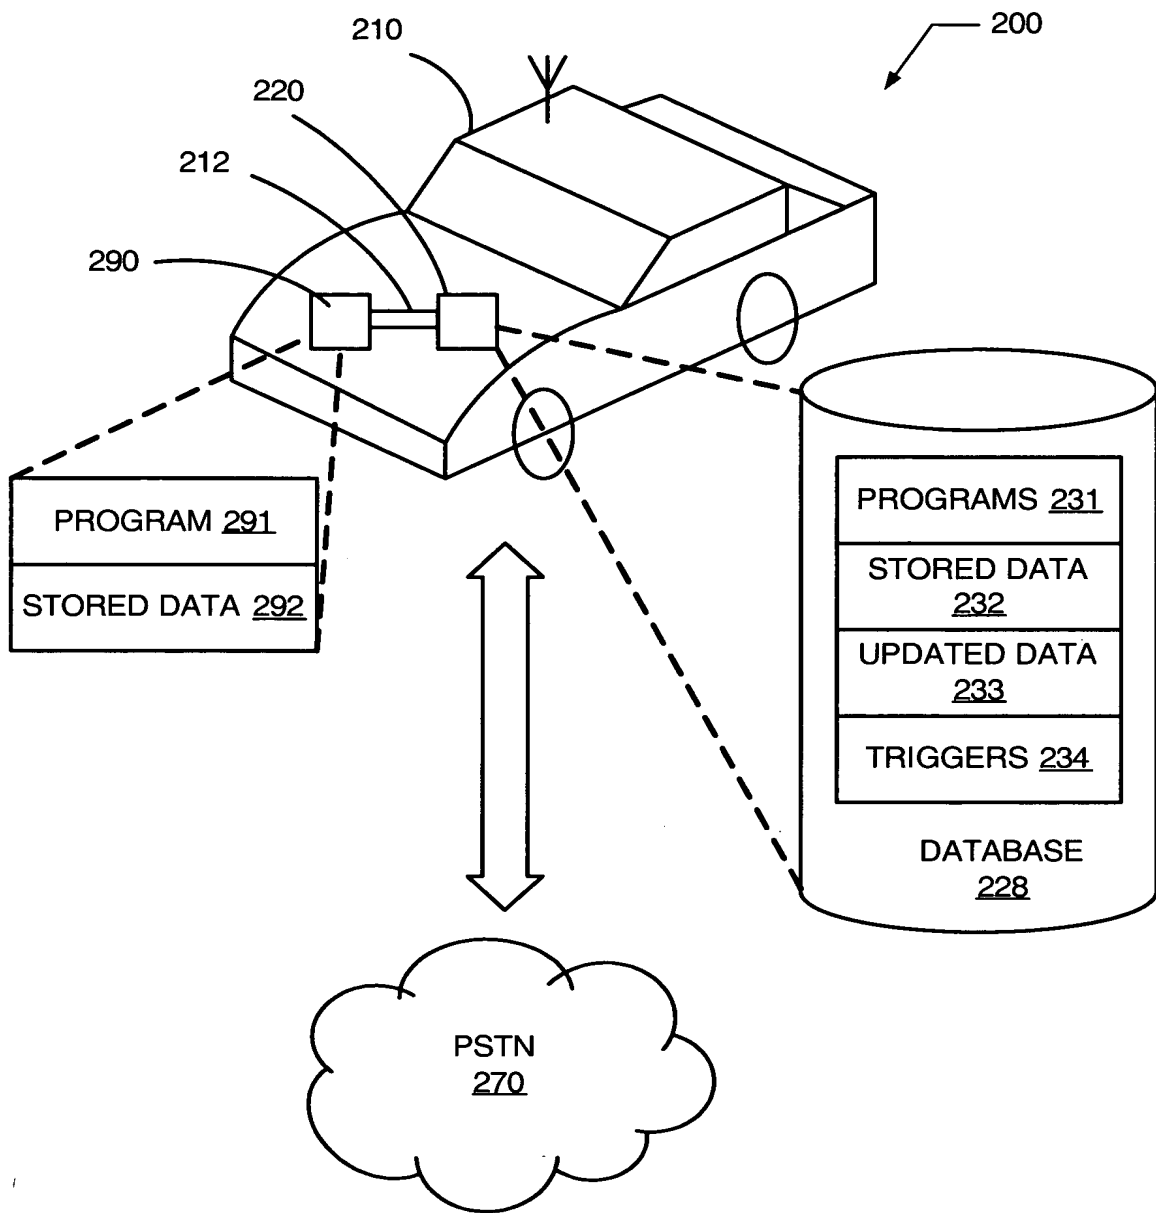 200
210
220
212
290
PROGRAM 291
STORED DATA 292
PROGRAMS 231
STORED DATA
232
UPDATED DATA
233
TRIGGERS 234
DATABASE
228
PSTN
270